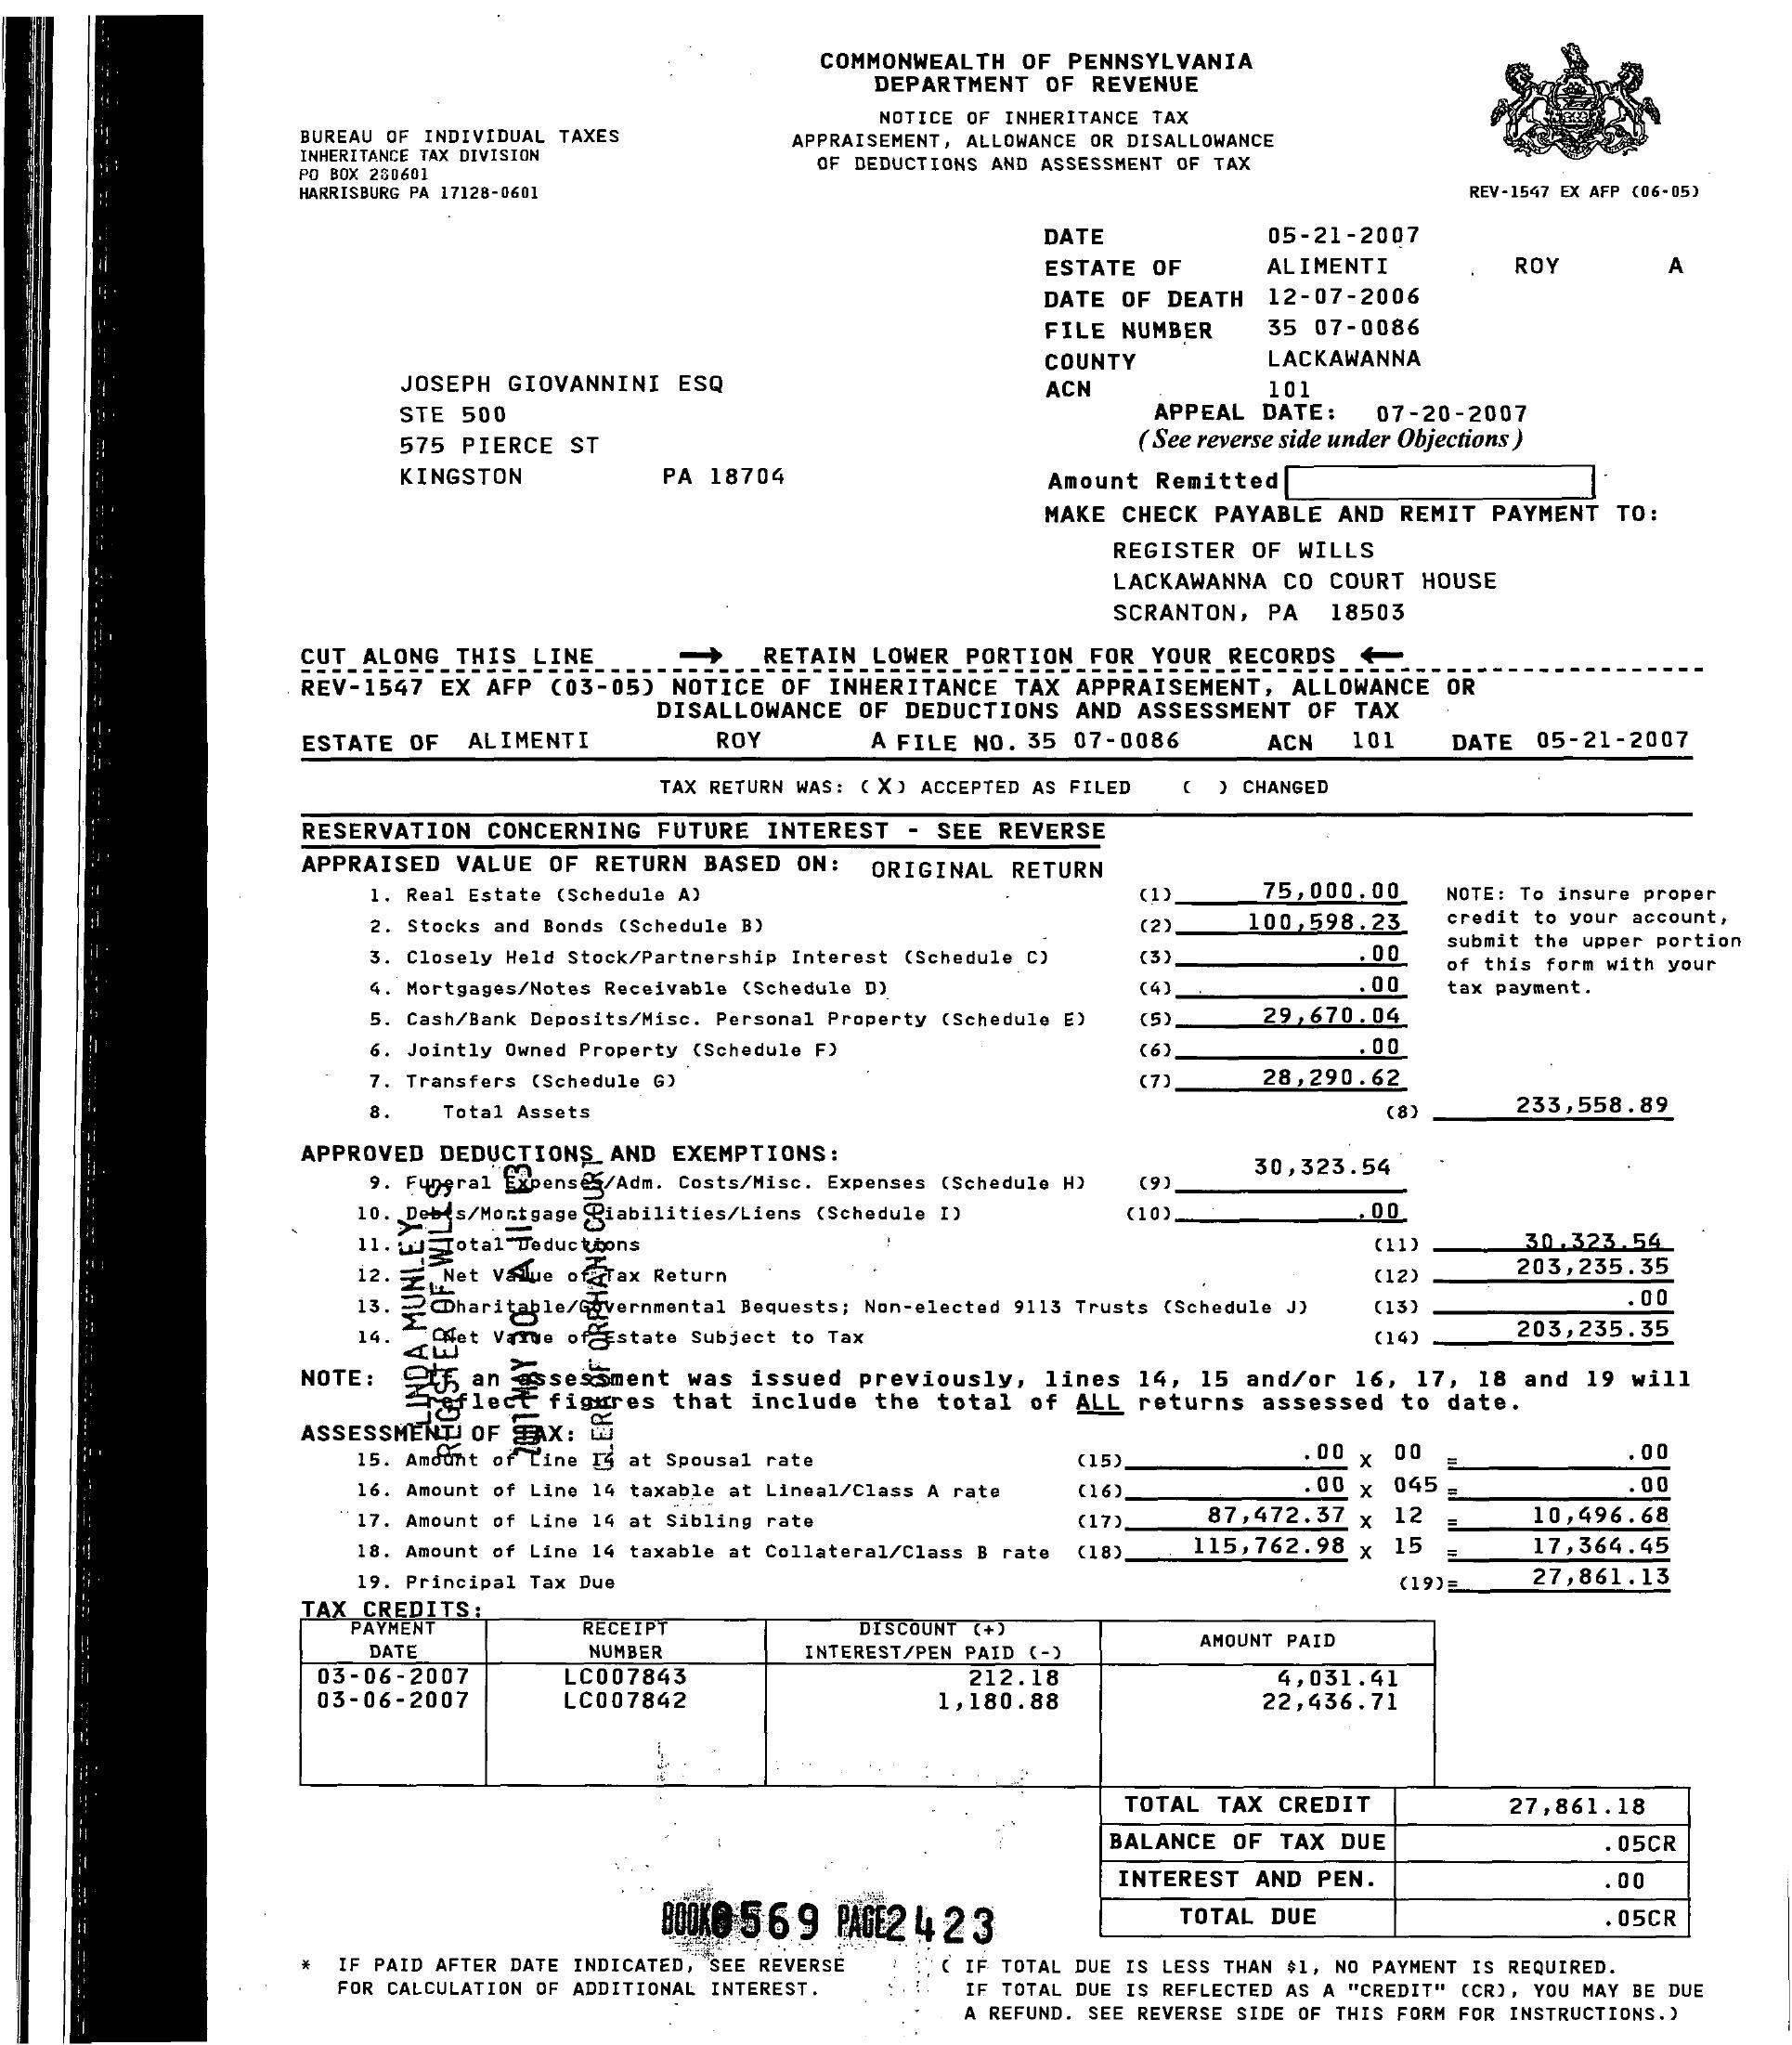 COMMONWEALTH OF PENNSYLVANIA
DEPARTMENT OF REVENUE
NOTICE OF INHERITANCE TAX
APPRAISEMENT, ALLOWANCE OR DISALLOWANCE
OF DEDUCTIONS AND ASSESSMENT OF TAX
BUREAU OF INDIVIDUAL TAXES
INHERITANCE TAX DIVISION
PO BOX 280601
HARRISBURG PA 17128-0601
REV-1547 EX AFP (06-05)
DATE 05-21-2007
ESTATE OF ALIMENTI ROY A
DATE OF DEATH 12-07-2006
FILE NUMBER 35 07-0086
COUNTY LACKAWANNA
ACN 101
APPEAL DATE: 07-20-2007
(See reverse side under Objections)
JOSEPH GIOVANNINI ESQ
STE 500
575 PIERCE ST
KINGSTON PA 18704
Amount Remitted
MAKE CHECK PAYABLE AND REMIT PAYMENT TO:
REGISTER OF WILLS
LACKAWANNA CO COURT HOUSE
SCRANTON, PA 18503
CUT ALONG THIS LINE → RETAIN LOWER PORTION FOR YOUR RECORDS ←
REV-1547 EX AFP (03-05) NOTICE OF INHERITANCE TAX APPRAISEMENT, ALLOWANCE OR
DISALLOWANCE OF DEDUCTIONS AND ASSESSMENT OF TAX
ESTATE OF ALIMENTI ROY A FILE NO. 35 07-0086 ACN 101 DATE 05-21-2007
TAX RETURN WAS: (X) ACCEPTED AS FILED ( ) CHANGED
RESERVATION CONCERNING FUTURE INTEREST - SEE REVERSE
APPRAISED VALUE OF RETURN BASED ON: ORIGINAL RETURN
1. Real Estate (Schedule A) (1) 75,000.00
2. Stocks and Bonds (Schedule B) (2) 100,598.23
3. Closely Held Stock/Partnership Interest (Schedule C) (3) .00
4. Mortgages/Notes Receivable (Schedule D) (4) .00
5. Cash/Bank Deposits/Misc. Personal Property (Schedule E) (5) 29,670.04
6. Jointly Owned Property (Schedule F) (6) .00
7. Transfers (Schedule G) (7) 28,290.62
8. Total Assets (8) 233,558.89
NOTE: To insure proper
credit to your account,
submit the upper portion
of this form with your
tax payment.
APPROVED DEDUCTIONS AND EXEMPTIONS:
9. Funeral Expenses/Adm. Costs/Misc. Expenses (Schedule H) (9) 30,323.54
10. Debts/Mortgage Liabilities/Liens (Schedule I) (10) .00
11. Total Deductions (11) 30,323.54
12. Net Value of Tax Return (12) 203,235.35
13. Charitable/Governmental Bequests; Non-elected 9113 Trusts (Schedule J) (13) .00
14. Net Value of Estate Subject to Tax (14) 203,235.35
NOTE: If an assessment was issued previously, lines 14, 15 and/or 16, 17, 18 and 19 will
reflect figures that include the total of ALL returns assessed to date.
LINDA MUNLEY
REGISTER OF WILLS
MAY 30 A 11: 13
CLERK OF ORPHANS COURT
ASSESSMENT OF TAX:
15. Amount of Line 14 at Spousal rate (15) .00 x 00 = .00
16. Amount of Line 14 taxable at Lineal/Class A rate (16) .00 x 045 = .00
17. Amount of Line 14 at Sibling rate (17) 87,472.37 x 12 = 10,496.68
18. Amount of Line 14 taxable at Collateral/Class B rate (18) 115,762.98 x 15 = 17,364.45
19. Principal Tax Due (19)= 27,861.13
TAX CREDITS:
PAYMENT DATE RECEIPT NUMBER DISCOUNT (+) INTEREST/PEN PAID (-) AMOUNT PAID
03-06-2007 LC007843 212.18 4,031.41
03-06-2007 LC007842 1,180.88 22,436.71
TOTAL TAX CREDIT 27,861.18
BALANCE OF TAX DUE .05CR
INTEREST AND PEN. .00
TOTAL DUE .05CR
BOOK 0569 PAGE 2423
* IF PAID AFTER DATE INDICATED, SEE REVERSE
FOR CALCULATION OF ADDITIONAL INTEREST.
( IF TOTAL DUE IS LESS THAN $1, NO PAYMENT IS REQUIRED.
IF TOTAL DUE IS REFLECTED AS A "CREDIT" (CR), YOU MAY BE DUE
A REFUND. SEE REVERSE SIDE OF THIS FORM FOR INSTRUCTIONS.)